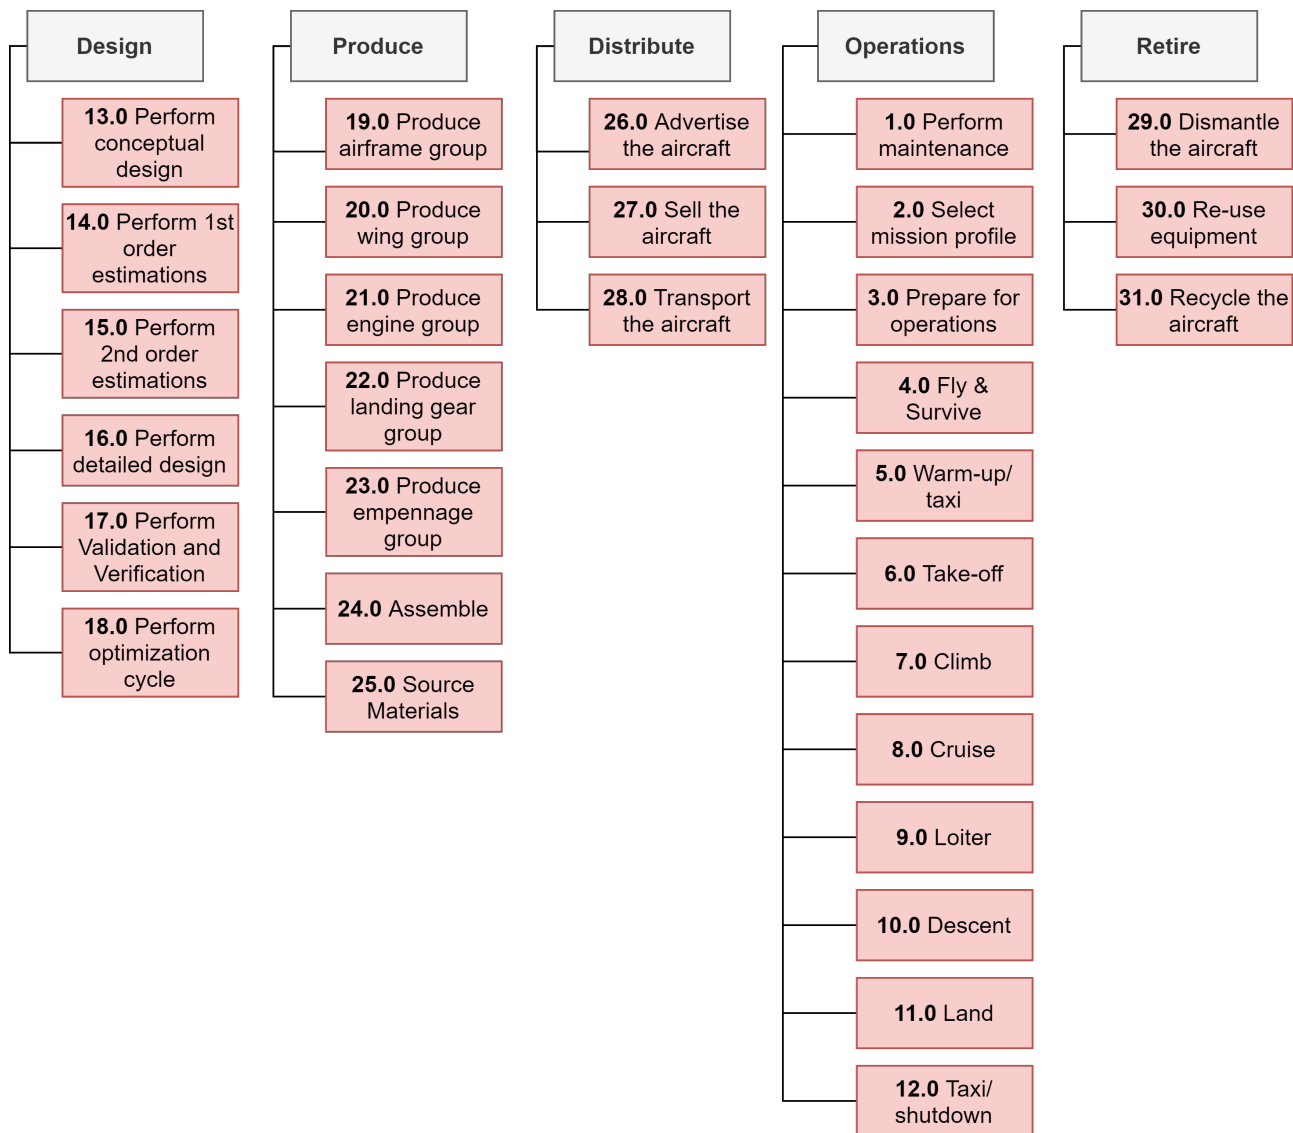 Design
13.0 Perform
conceptual
design
14.0 Perform 1st
order
estimations
15.0 Perform
2nd order
estimations
16.0 Perform
detailed design
17.0 Perform
Validation and
Verification
18.0 Perform
optimization
cycle
Produce
19.0 Produce
airframe group
20.0 Produce
wing group
21.0 Produce
engine group
22.0 Produce
landing gear
group
23.0 Produce
empennage
group
24.0 Assemble
25.0 Source
Materials
Distribute
26.0 Advertise
the aircraft
27.0 Sell the
aircraft
28.0 Transport
the aircraft
Operations
1.0 Perform
maintenance
2.0 Select
mission profile
3.0 Prepare for
operations
4.0 Fly &
Survive
5.0 Warm-up/
taxi
6.0 Take-off
7.0 Climb
8.0 Cruise
9.0 Loiter
10.0 Descent
11.0 Land
12.0 Taxi/
shutdown
Retire
29.0 Dismantle
the aircraft
30.0 Re-use
equipment
31.0 Recycle the
aircraft